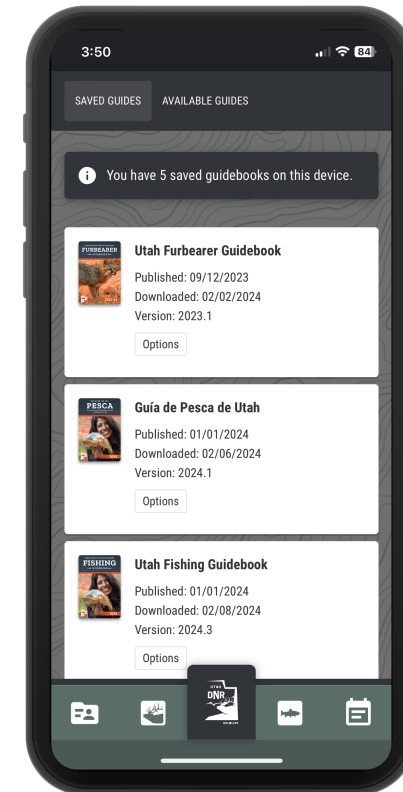 3:50
84
SAVED GUIDES
AVAILABLE GUIDES
You have 5 saved guidebooks on this device.
FURBEARER
Utah Furbearer Guidebook
Published: 09/12/2023
Downloaded: 02/02/2024
Version: 2023.1
Options
PESCA
2024
Guía de Pesca de Utah
Published: 01/01/2024
Downloaded: 02/06/2024
Version: 2024.1
Options
FISHING
2024
Utah Fishing Guidebook
Published: 01/01/2024
Downloaded: 02/08/2024
Version: 2024.3
Options
UTAH
DNR
WILDLIFE